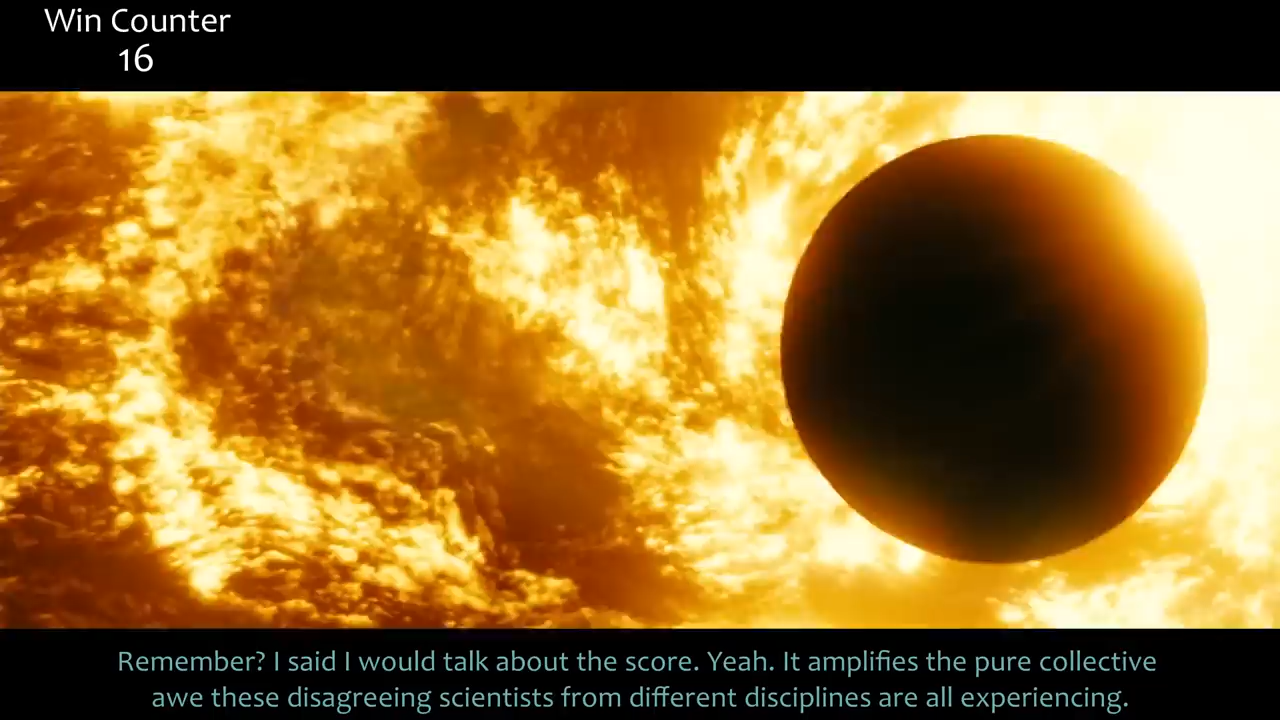 Win Counter
16
Remember? I said I would talk about the score. Yeah. It amplifies the pure collective
awe these disagreeing scientists from different disciplines are all experiencing.